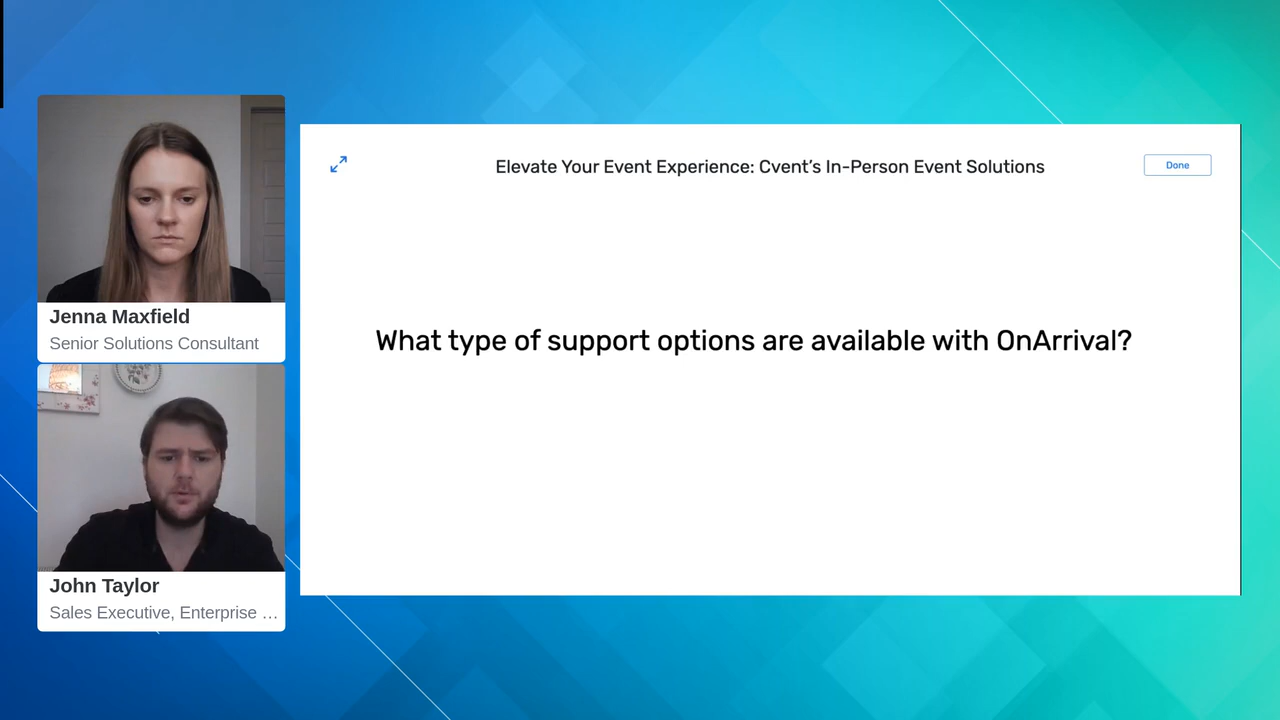 Jenna Maxfield
Senior Solutions Consultant
John Taylor
Sales Executive, Enterprise …
Elevate Your Event Experience: Cvent’s In-Person Event Solutions
Done
What type of support options are available with OnArrival?